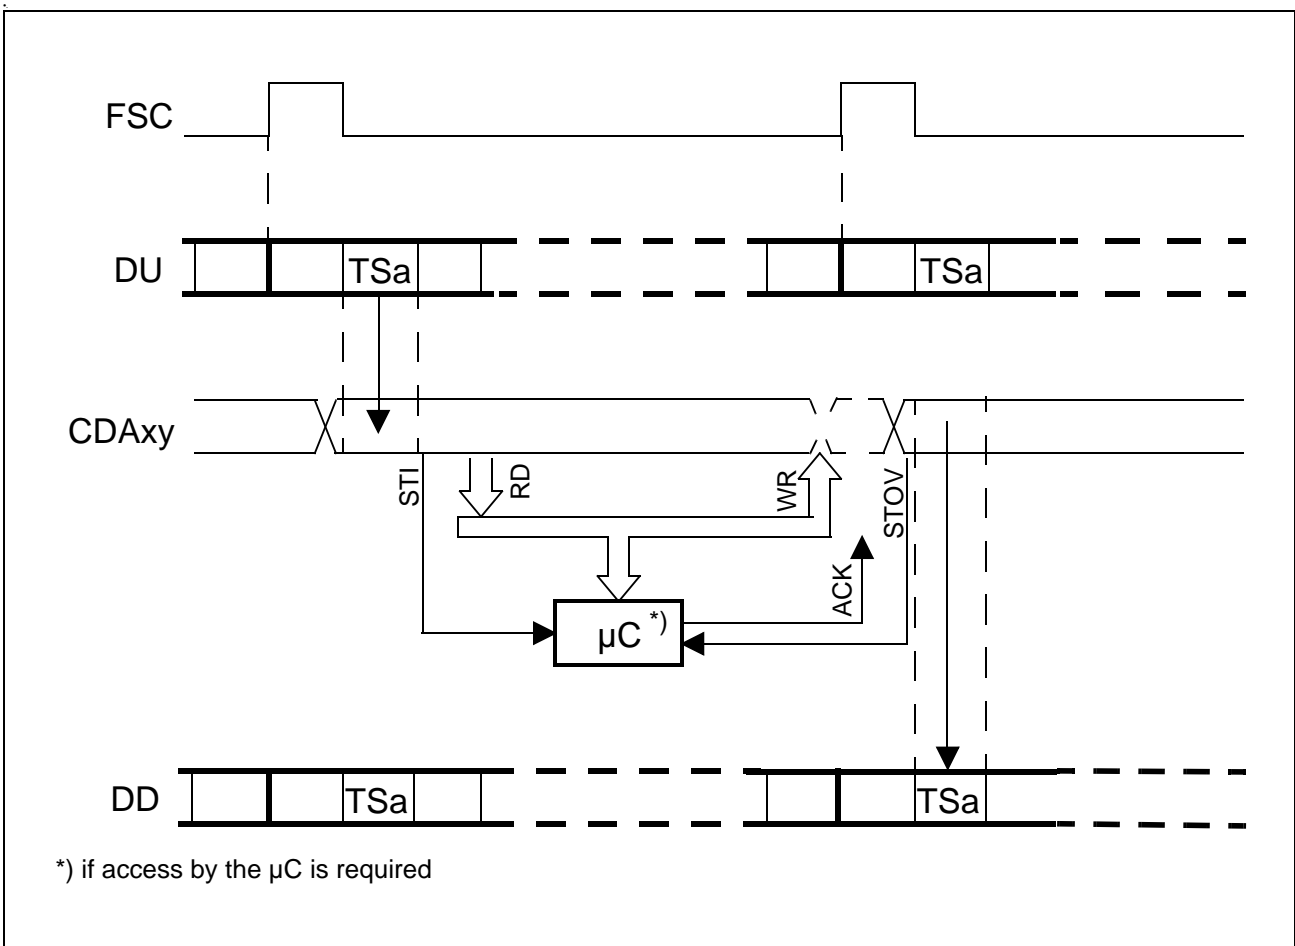 FSC
DU
TSa
TSa
CDAxy
STI
RD
WR
STOV
ACK
µC *)
DD
TSa
TSa
*) if access by the µC is required